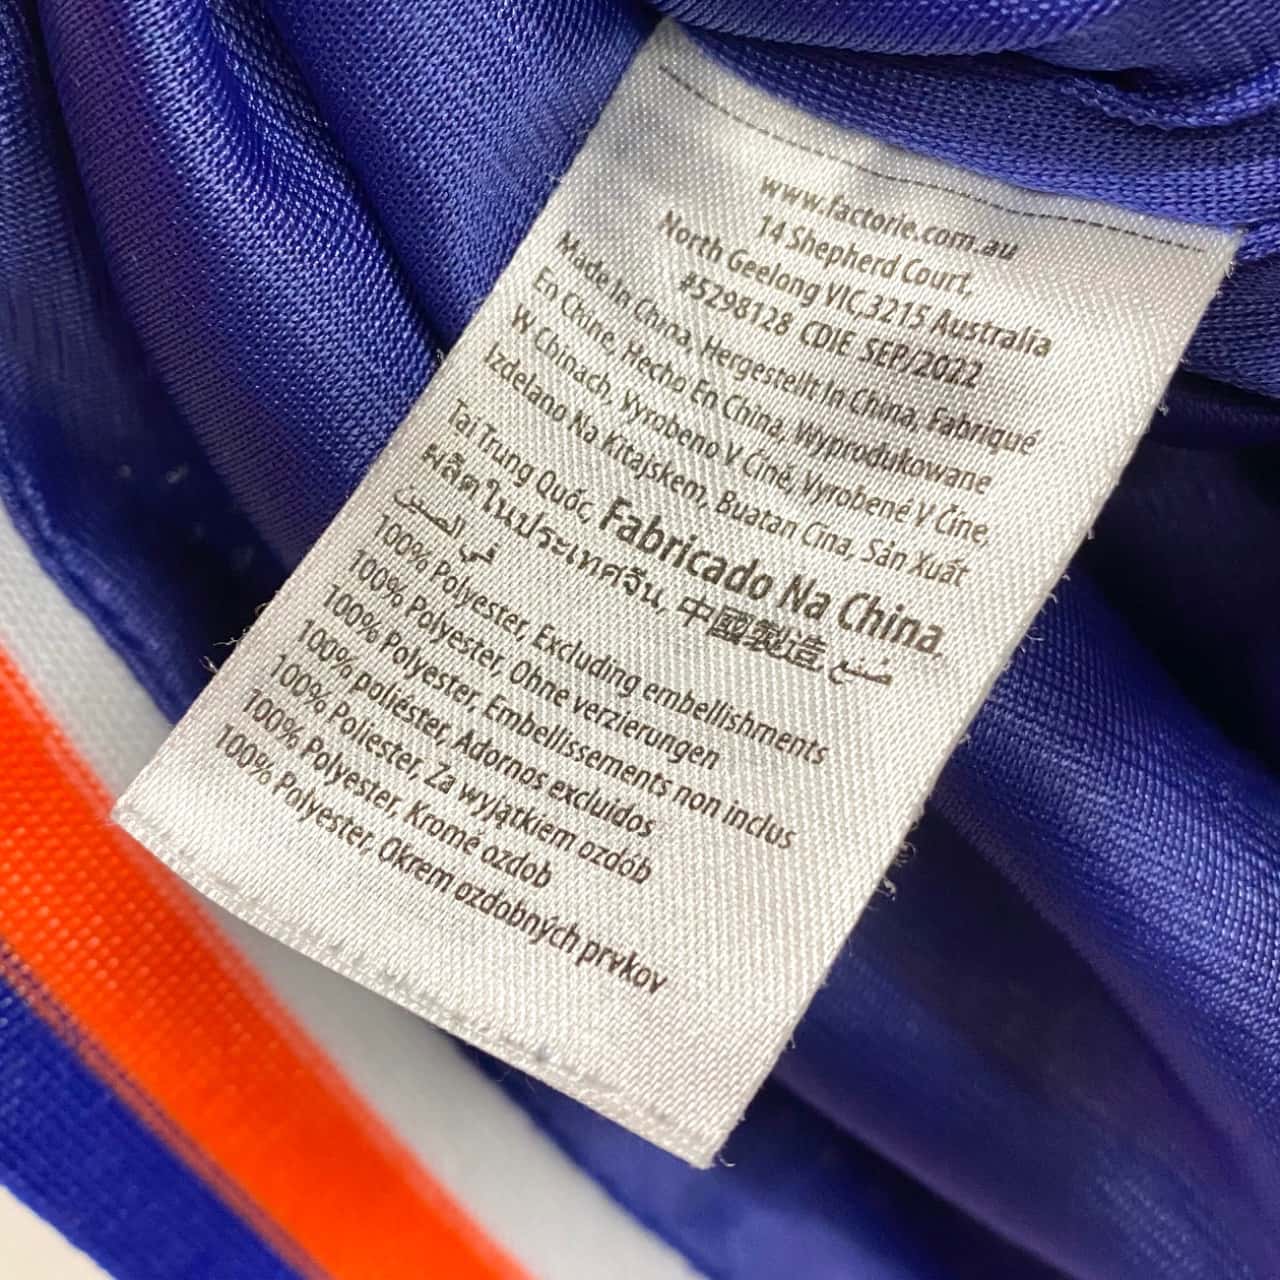 www.factorie.com.au
14 Shepherd Court,
North Geelong VIC,3215 Australia
#5298128 CDIE SEP/2022
Made In China, Hergestellt In China, Fabriqué
En Chine, Hecho En China, Wyprodukowane
W Chinach, Vyrobeno V Číně, Vyrobené V Číne,
Izdelano Na Kitajskem, Buatan Cina, Sản Xuất
Tại Trung Quốc, Fabricado Na China,
ผลิตในประเทศจีน, 中國製造, صنع
في الصين
100% Polyester, Excluding embellishments
100% Polyester, Ohne verzierungen
100% Polyester, Embellssements non inclus
100% poliéster, Adornos excluidos
100% Poliester, Za wyjątkiem ozdób
100% Polyester, Kromě ozdob
100% Polyester, Okrem ozdobných prvkov